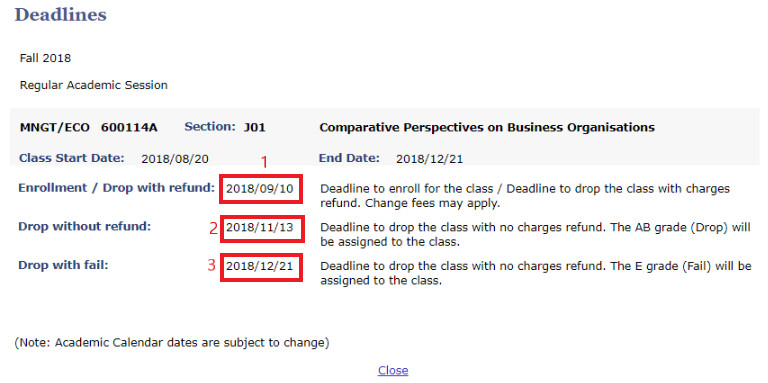 Deadlines
Fall 2018
Regular Academic Session
MNGT/ECO 600114A Section: J01 Comparative Perspectives on Business Organisations
Class Start Date: 2018/08/20 1 End Date: 2018/12/21
Enrollment / Drop with refund: 2018/09/10 Deadline to enroll for the class / Deadline to drop the class with charges
refund. Change fees may apply.
Drop without refund: 2 2018/11/13 Deadline to drop the class with no charges refund. The AB grade (Drop) will
be assigned to the class.
Drop with fail: 3 2018/12/21 Deadline to drop the class with no charges refund. The E grade (Fail) will be
assigned to the class.
(Note: Academic Calendar dates are subject to change)
Close